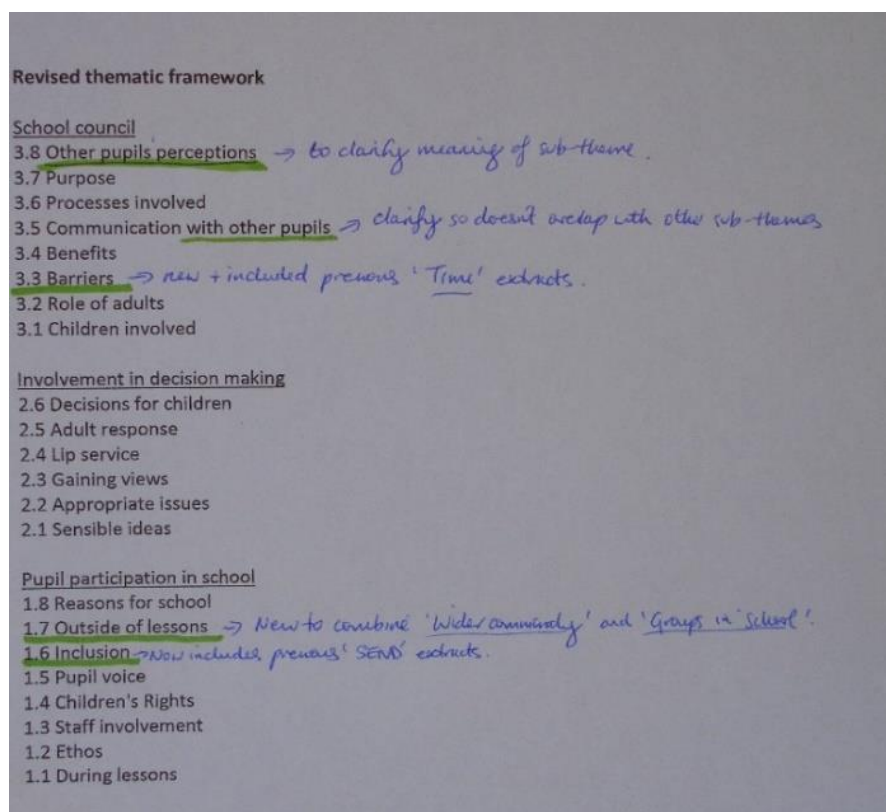 Revised thematic framework
School council
3.8 Other pupils perceptions → to clarify meaning of sub-theme.
3.7 Purpose
3.6 Processes involved
3.5 Communication with other pupils → clarify so doesn't overlap with other sub-themes
3.4 Benefits
3.3 Barriers → new + included previous 'Time' extracts.
3.2 Role of adults
3.1 Children involved
Involvement in decision making
2.6 Decisions for children
2.5 Adult response
2.4 Lip service
2.3 Gaining views
2.2 Appropriate issues
2.1 Sensible ideas
Pupil participation in school
1.8 Reasons for school
1.7 Outside of lessons → New to combine 'Wider community' and 'Groups in school'.
1.6 Inclusion → Now includes previous 'SEND' extracts.
1.5 Pupil voice
1.4 Children's Rights
1.3 Staff involvement
1.2 Ethos
1.1 During lessons